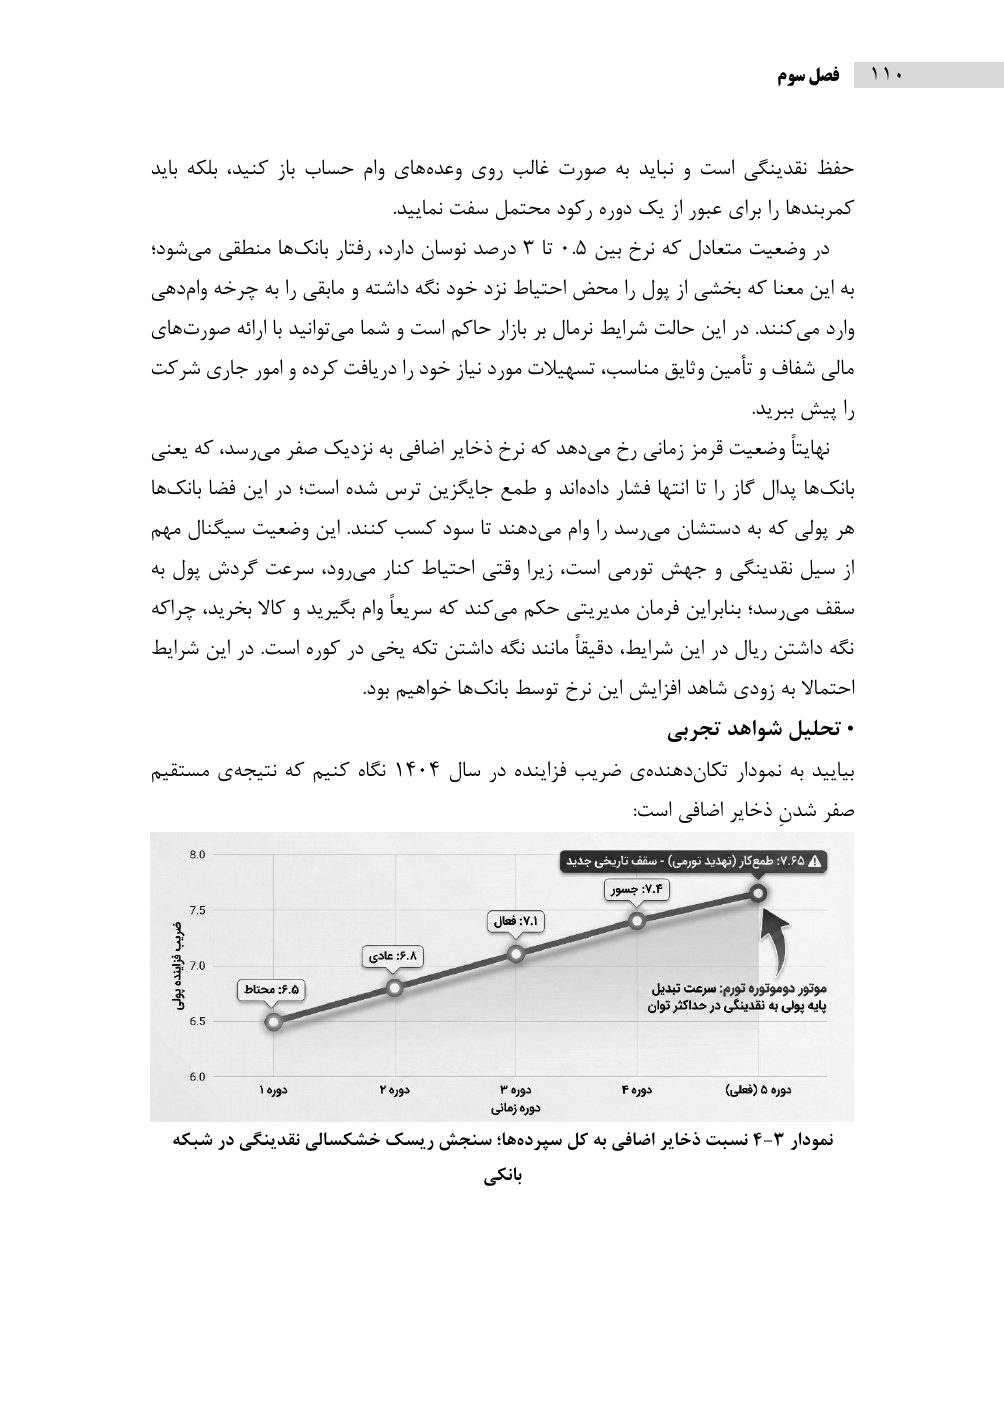 ۱۱۰ فصل سوم
حفظ نقدینگی است و نباید به صورت غالب روی وعده‌های وام حساب باز کنید، بلکه باید
کمربندها را برای عبور از یک دوره رکود محتمل سفت نمایید.
در وضعیت متعادل که نرخ بین ۰.۵ تا ۳ درصد نوسان دارد، رفتار بانک‌ها منطقی می‌شود؛
به این معنا که بخشی از پول را محض احتیاط نزد خود نگه داشته و مابقی را به چرخه وام‌دهی
وارد می‌کنند. در این حالت شرایط نرمال بر بازار حاکم است و شما می‌توانید با ارائه صورت‌های
مالی شفاف و تأمین وثایق مناسب، تسهیلات مورد نیاز خود را دریافت کرده و امور جاری شرکت
را پیش ببرید.
نهایتاً وضعیت قرمز زمانی رخ می‌دهد که نرخ ذخایر اضافی به نزدیک صفر می‌رسد، که یعنی
بانک‌ها پدال گاز را تا انتها فشار داده‌اند و طمع جایگزین ترس شده است؛ در این فضا بانک‌ها
هر پولی که به دستشان می‌رسد را وام می‌دهند تا سود کسب کنند. این وضعیت سیگنال مهم
از سیل نقدینگی و جهش تورمی است، زیرا وقتی احتیاط کنار می‌رود، سرعت گردش پول به
سقف می‌رسد؛ بنابراین فرمان مدیریتی حکم می‌کند که سریعاً وام بگیرید و کالا بخرید، چراکه
نگه داشتن ریال در این شرایط، دقیقاً مانند نگه داشتن تکه یخی در کوره است. در این شرایط
احتمالا به زودی شاهد افزایش این نرخ توسط بانک‌ها خواهیم بود.
• تحلیل شواهد تجربی
بیایید به نمودار تکان‌دهنده‌ی ضریب فزاینده در سال ۱۴۰۴ نگاه کنیم که نتیجه‌ی مستقیم
صفر شدنِ ذخایر اضافی است:
8.0
7.5
7.0
6.5
6.0
ضریب فزاینده پولی
۷.۶۵: طمع‌کار (تهدید تورمی) - سقف تاریخی جدید
۷.۴: جسور
۷.۱: فعال
۶.۸: عادی
۶.۵: محتاط
موتور دوموتوره تورم: سرعت تبدیل
پایه پولی به نقدینگی در حداکثر توان
دوره ۱
دوره ۲
دوره ۳
دوره ۴
دوره ۵ (فعلی)
دوره زمانی
نمودار ۳-۴ نسبت ذخایر اضافی به کل سپرده‌ها؛ سنجش ریسک خشکسالی نقدینگی در شبکه
بانکی